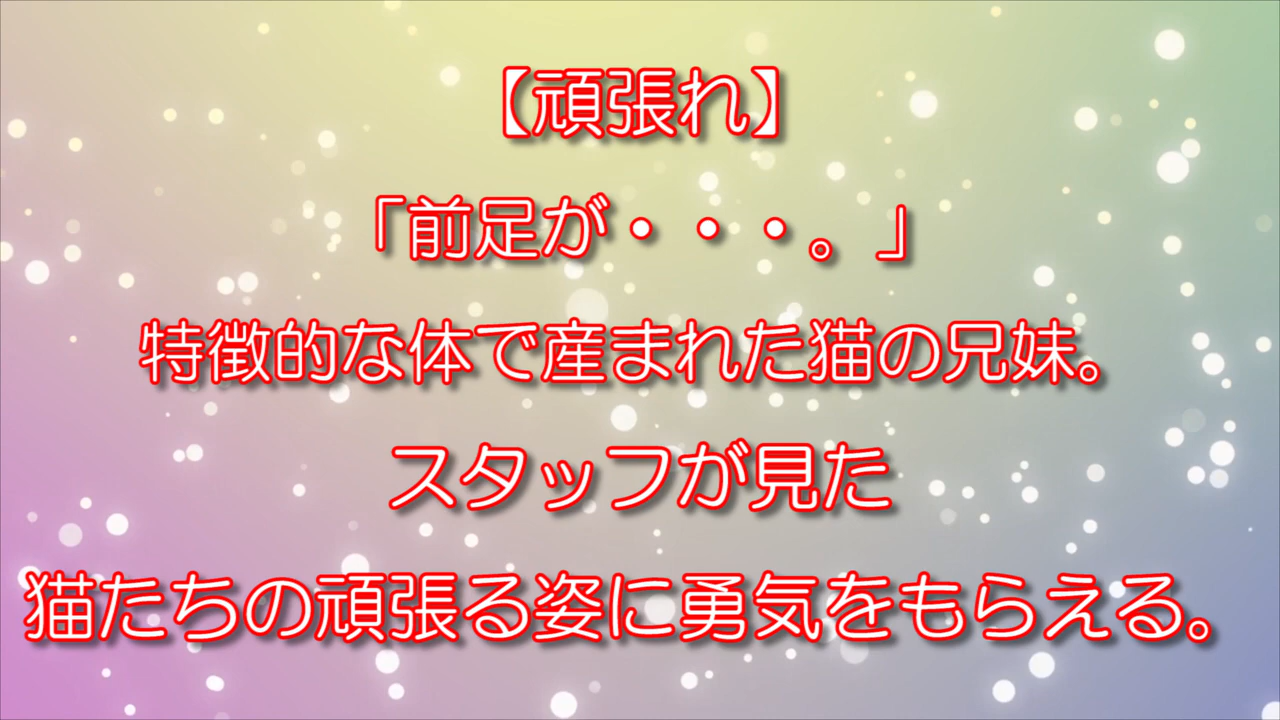 【頑張れ】
「前足が・・・。」
特徴的な体で産まれた猫の兄妹。
スタッフが見た
猫たちの頑張る姿に勇気をもらえる。